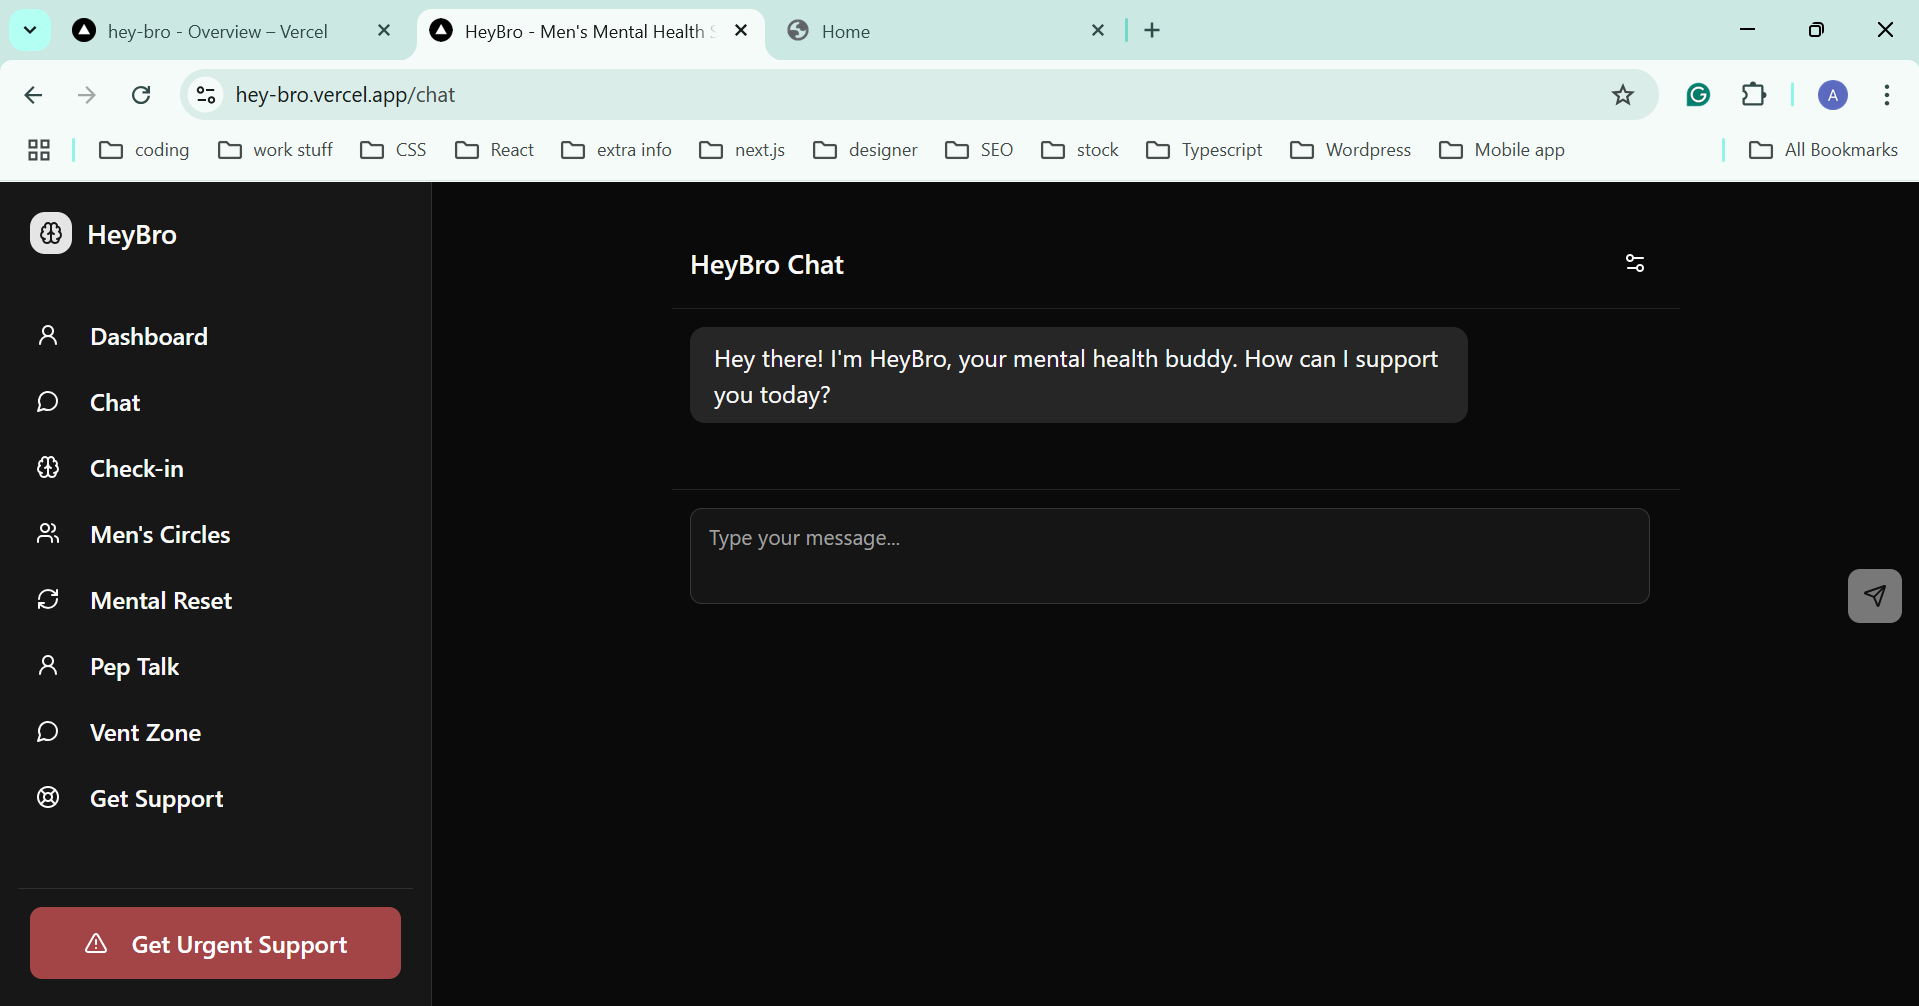 hey-bro - Overview – Vercel
HeyBro - Men's Mental Health
Home
hey-bro.vercel.app/chat
A
coding
work stuff
CSS
React
extra info
next.js
designer
SEO
stock
Typescript
Wordpress
Mobile app
All Bookmarks
HeyBro
Dashboard
Chat
Check-in
Men's Circles
Mental Reset
Pep Talk
Vent Zone
Get Support
Get Urgent Support
HeyBro Chat
Hey there! I'm HeyBro, your mental health buddy. How can I support
you today?
Type your message...